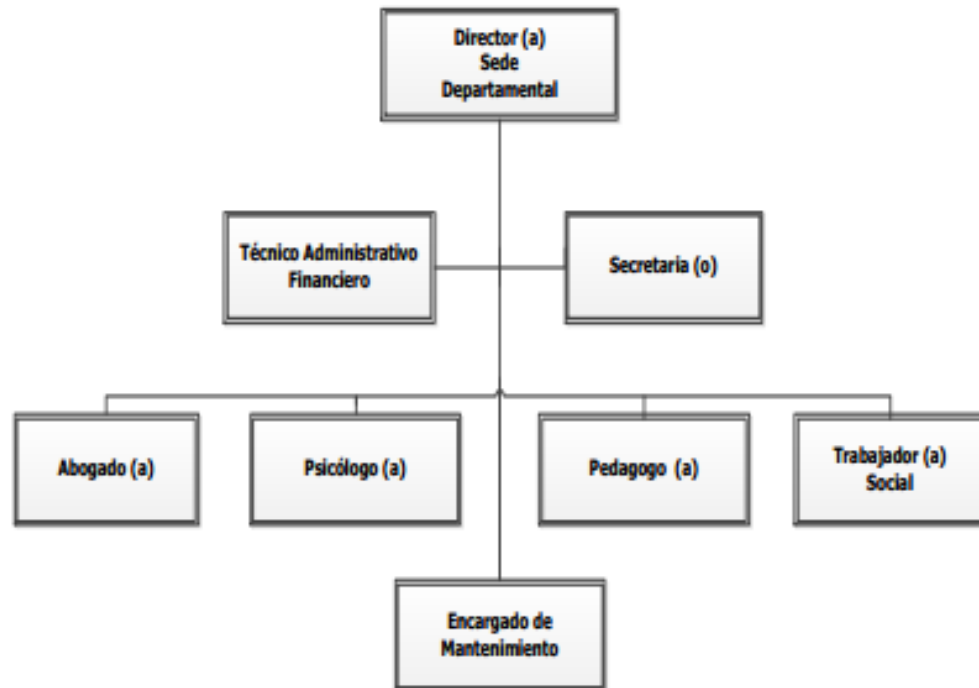 Director (a)
Sede
Departamental
Técnico Administrativo
Financiero
Secretaria (o)
Abogado (a)
Psicólogo (a)
Pedagogo (a)
Trabajador (a)
Social
Encargado de
Mantenimiento